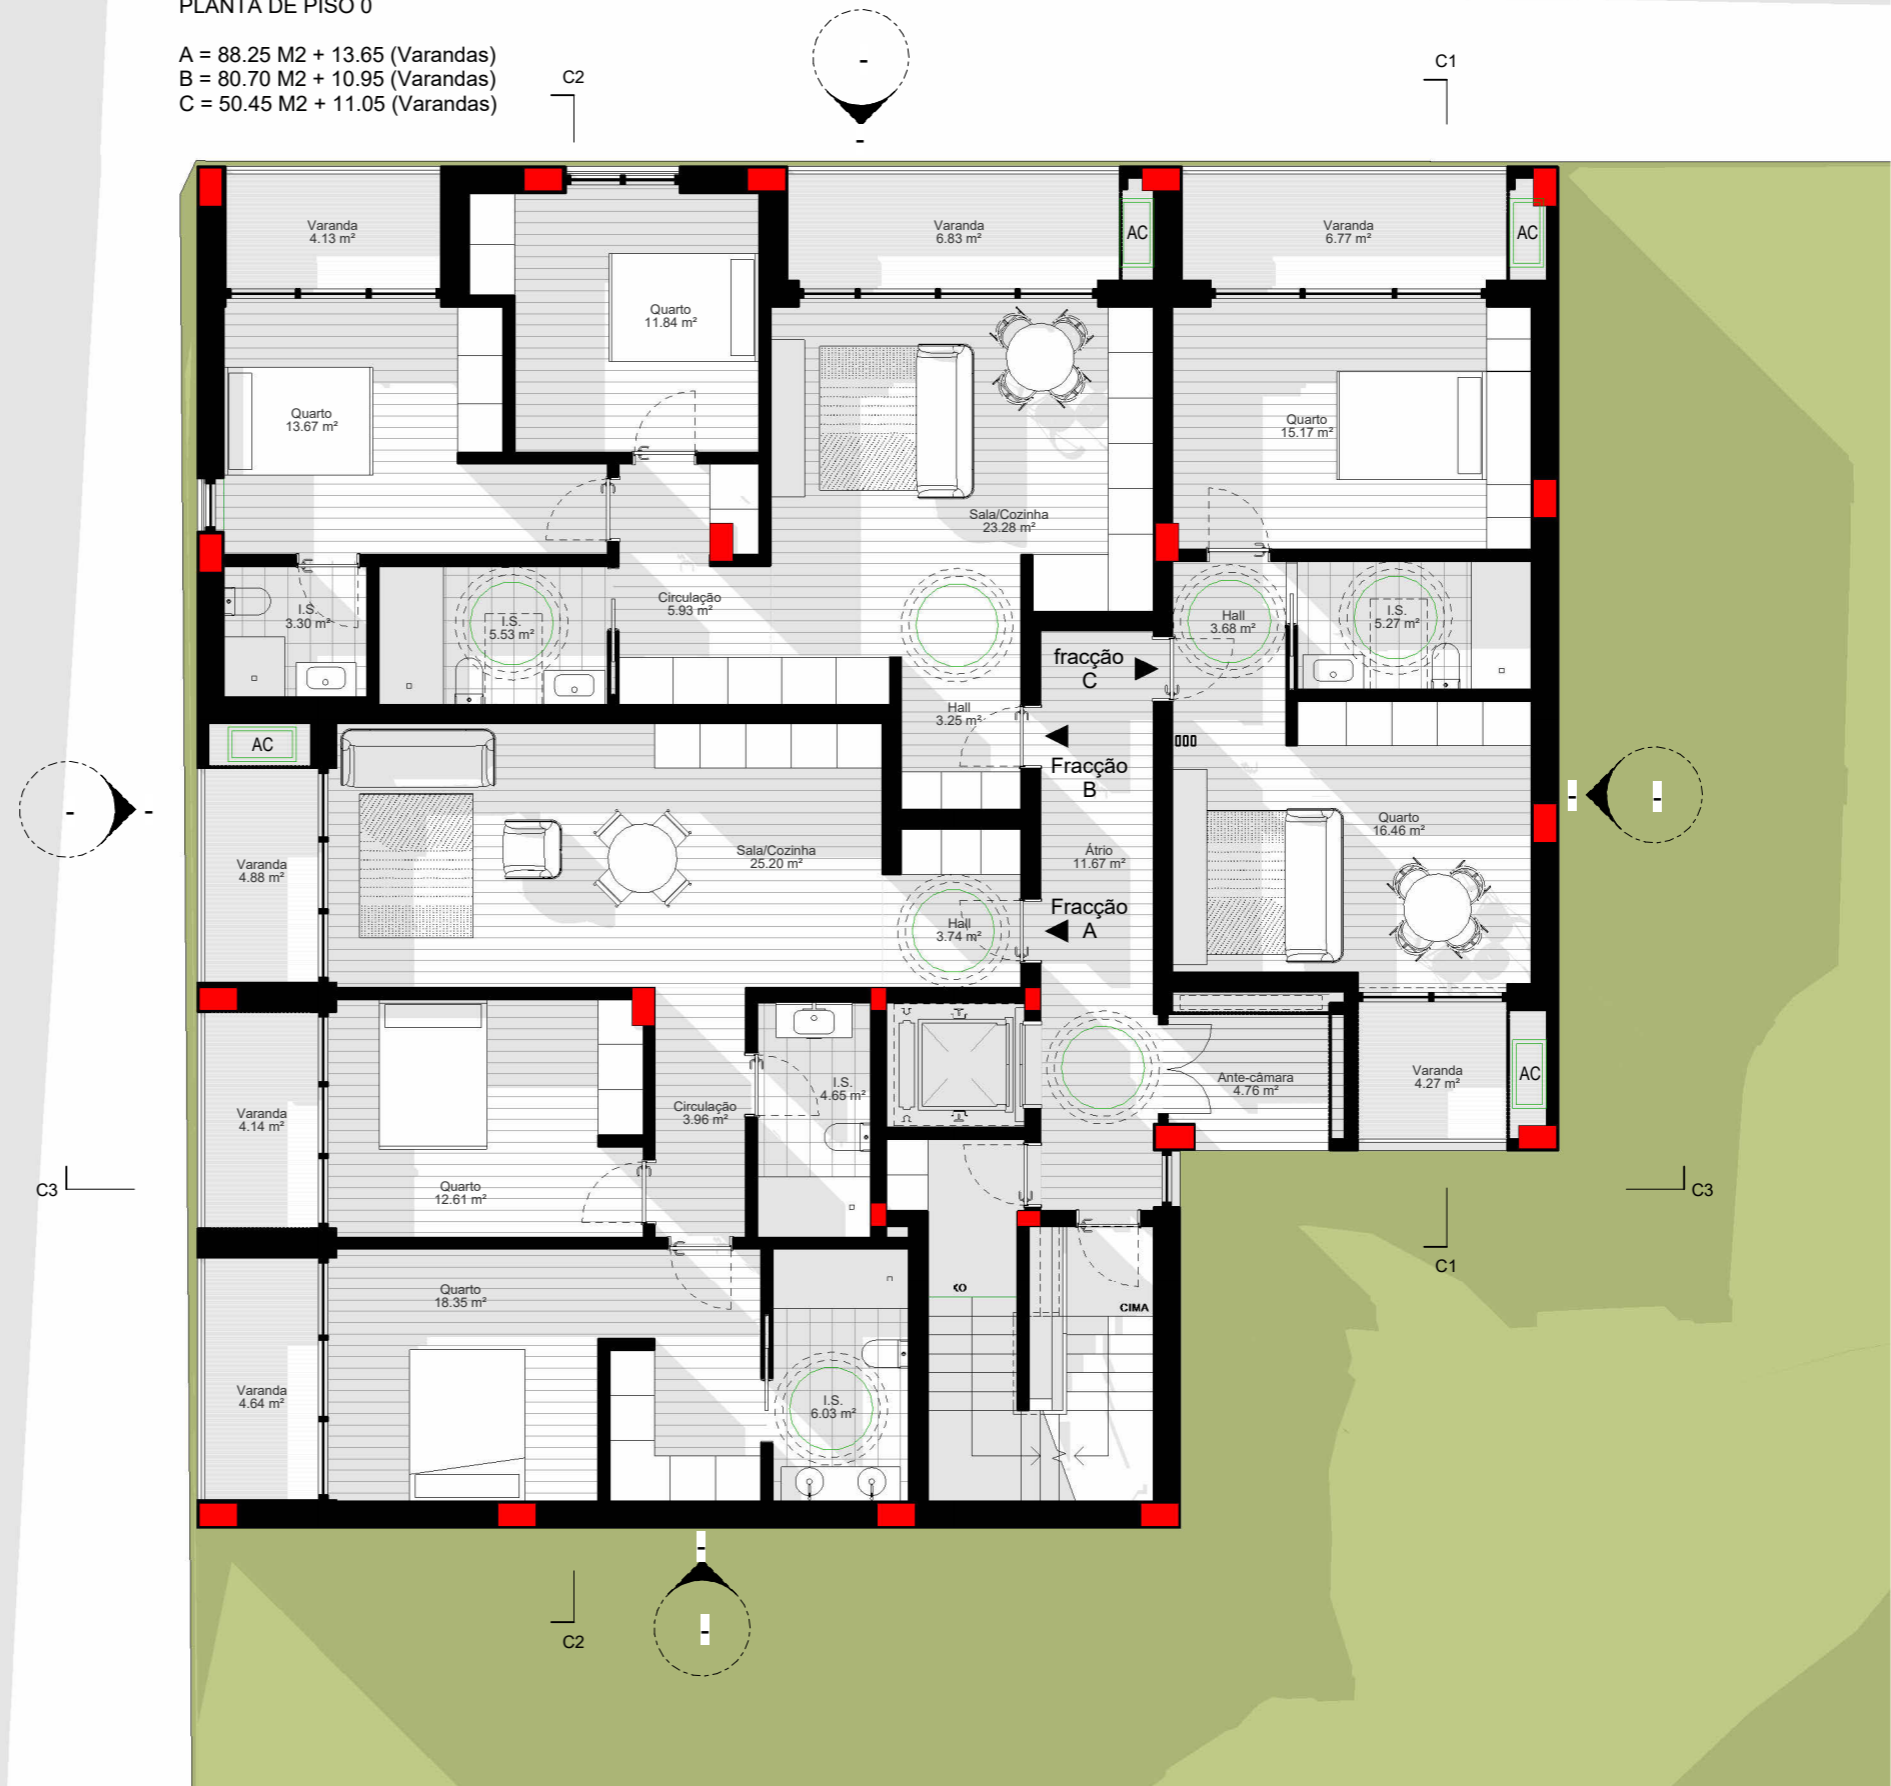 PLANTA DE PISO 0
A = 88.25 M2 + 13.65 (Varandas)
B = 80.70 M2 + 10.95 (Varandas)
C = 50.45 M2 + 11.05 (Varandas)
C2
-
-
C1
Varanda
4.13 m²
Varanda
6.83 m²
AC
Varanda
6.77 m²
AC
Quarto
11.84 m²
Quarto
13.67 m²
Quarto
15.17 m²
Sala/Cozinha
23.28 m²
I.S.
3.30 m²
I.S.
5.53 m²
Circulação
5.93 m²
Hall
3.68 m²
I.S.
5.27 m²
fracção
C
Hall
3.25 m²
Fracção
B
AC
Quarto
16.46 m²
Varanda
4.88 m²
Sala/Cozinha
25.20 m²
Átrio
11.67 m²
Fracção
A
Hall
3.74 m²
-
-
-
-
Varanda
4.14 m²
Circulação
3.96 m²
I.S.
4.65 m²
Ante-câmara
4.76 m²
Varanda
4.27 m²
AC
Quarto
12.61 m²
C3
C3
C1
Quarto
18.35 m²
CIMA
Varanda
4.64 m²
I.S.
6.03 m²
-
-
C2